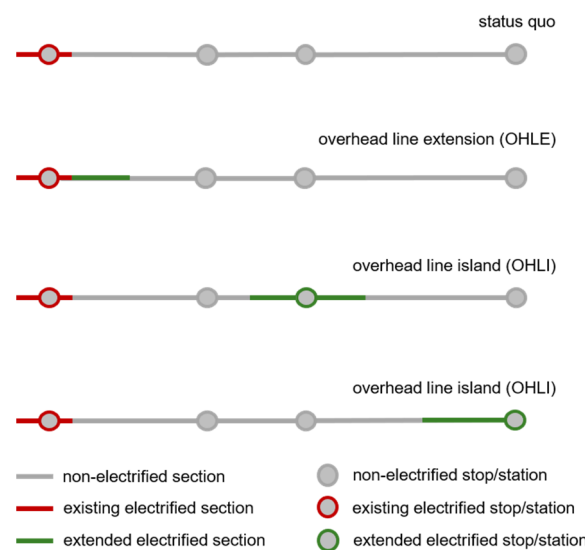 status quo
overhead line extension (OHLE)
overhead line island (OHLI)
overhead line island (OHLI)
non-electrified section
non-electrified stop/station
existing electrified section
existing electrified stop/station
extended electrified section
extended electrified stop/station